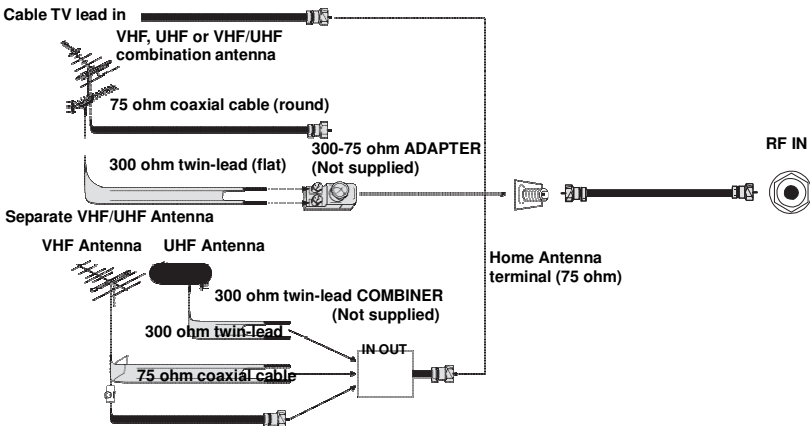 Cable TV lead in
VHF, UHF or VHF/UHF
combination antenna
75 ohm coaxial cable (round)
300-75 ohm ADAPTER
(Not supplied)
RF IN
300 ohm twin-lead (flat)
Separate VHF/UHF Antenna
VHF Antenna
UHF Antenna
Home Antenna
terminal (75 ohm)
300 ohm twin-lead COMBINER
(Not supplied)
300 ohm twin-lead
IN OUT
75 ohm coaxial cable